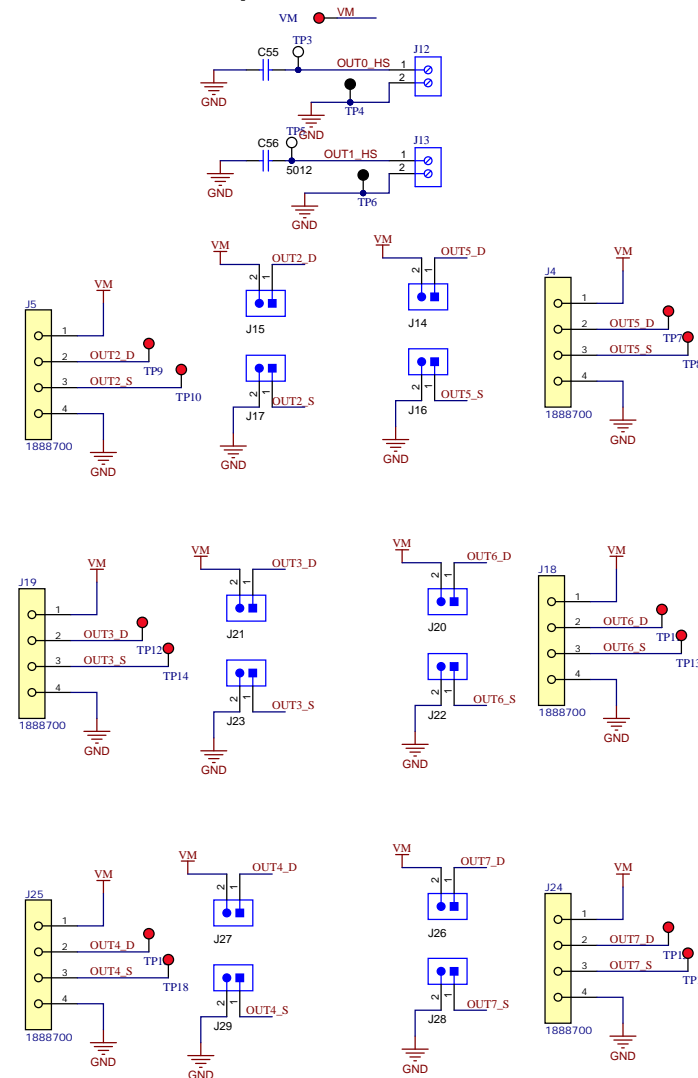 VM VM
TP3
C55 OUT0_HS J12
1
2
GND TP4
GND
TP5
C56 OUT1_HS J13
5012 1
2
GND TP6
GND
VM OUT2_D
2 1
J15
VM OUT5_D
2 1
J14
J5 VM
1
2 OUT2_D TP9
3 OUT2_S TP10
4
1888700
GND
J17
2 1
OUT2_S
GND
J16
2 1
OUT5_S
GND
J4 VM
1
2 OUT5_D TP7
3 OUT5_S
4
1888700
GND
J19 VM
1
2 OUT3_D TP12
3 OUT3_S TP14
4
1888700
GND
VM OUT3_D
2 1
J21
J23
2 1
OUT3_S
GND
VM OUT6_D
2 1
J20
J22
2 1
OUT6_S
GND
J18 VM
1
2 OUT6_D
3 OUT6_S TP13
4
1888700
GND
J25 VM
1
2 OUT4_D
3 OUT4_S TP18
4
1888700
GND
VM OUT4_D
2 1
J27
J29
2 1
OUT4_S
GND
VM OUT7_D
2 1
J26
J28
2 1
OUT7_S
GND
J24 VM
1
2 OUT7_D
3 OUT7_S
4
1888700
GND